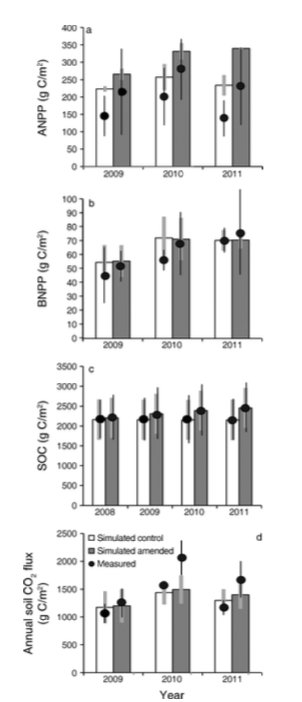 a
400
350
300
250
200
150
100
50
0
ANPP (g C/m²)
2009 2010 2011
b
100
90
80
70
60
50
40
30
20
10
0
BNPP (g C/m²)
2009 2010 2011
c
3500
3000
2500
2000
1500
1000
500
0
SOC (g C/m²)
2008 2009 2010 2011
d
2500
2000
1500
1000
500
0
Annual soil CO₂ flux
(g C/m²)
Simulated control
Simulated amended
Measured
2009 2010 2011
Year